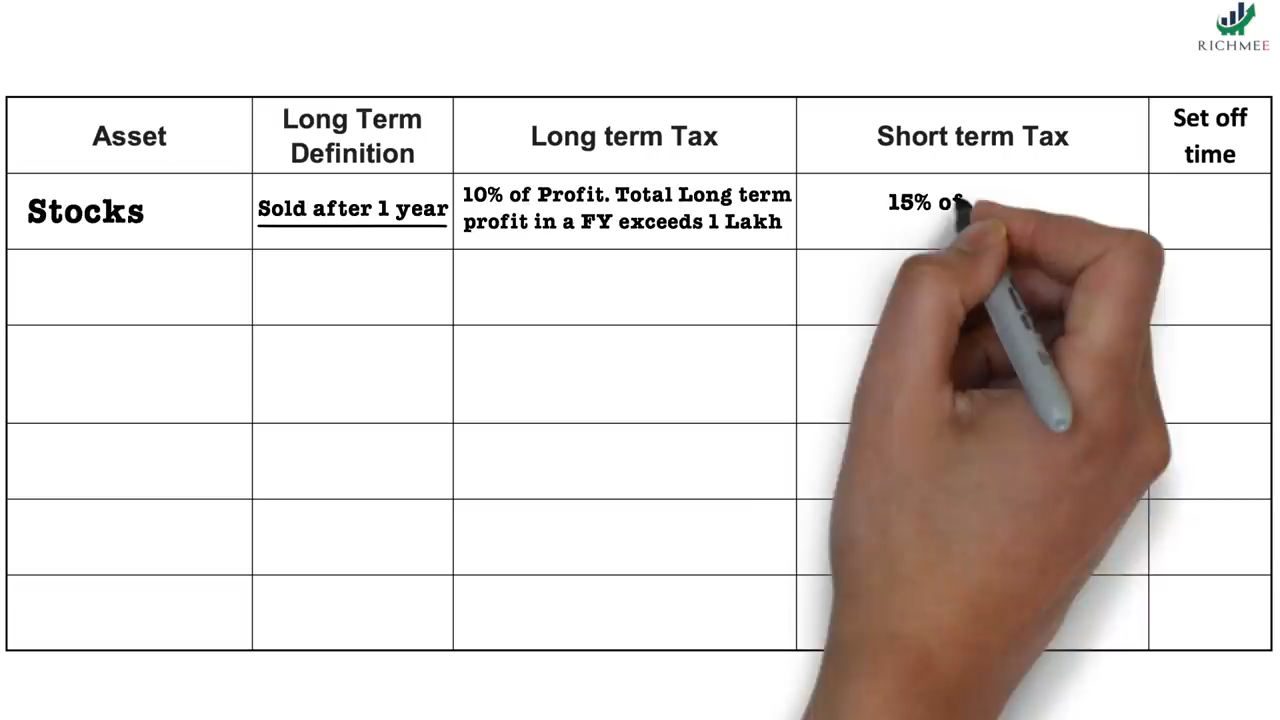 RICHMEE
Asset
Long Term
Definition
Long term Tax
Short term Tax
Set off
time
Stocks
Sold after 1 year
10% of Profit. Total Long term
profit in a FY exceeds 1 Lakh
15% of